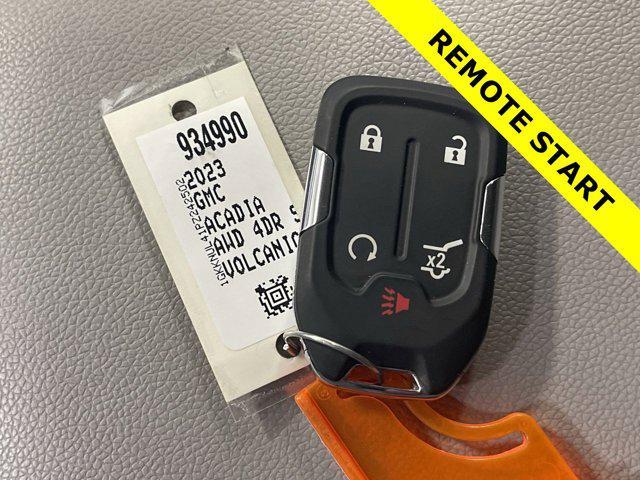 REMOTE START
934990
2023
GMC
ACADIA
AWD 4DR S
VOLCANIC
x2